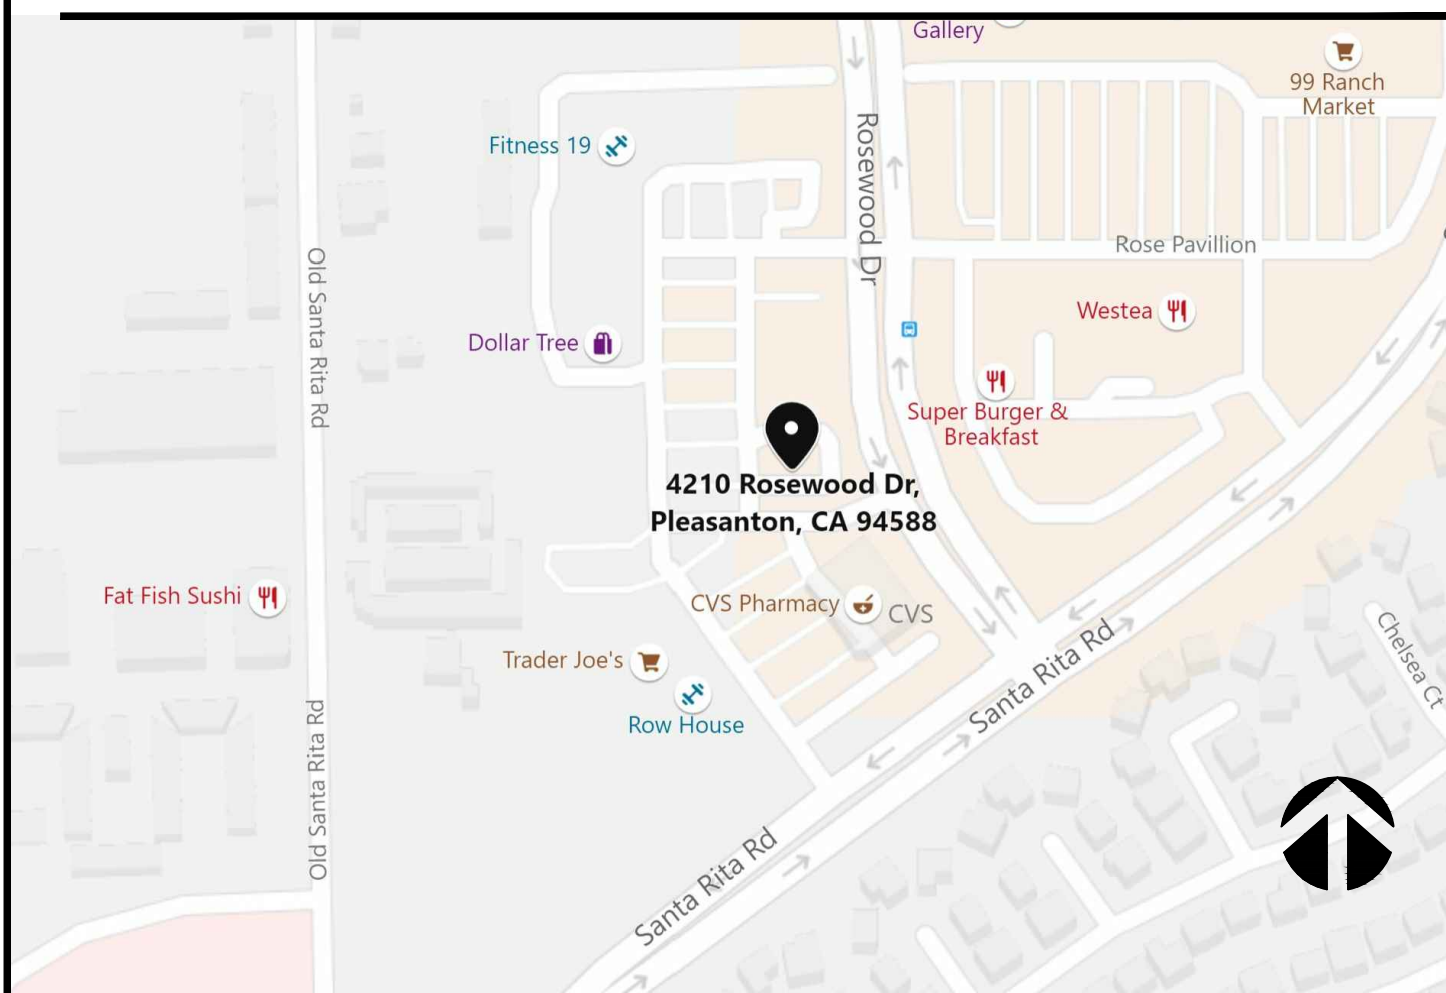 Gallery
99 Ranch
Market
Fitness 19
Rosewood Dr
Rose Pavillion
Old Santa Rita Rd
Westea
Dollar Tree
Super Burger &
Breakfast
4210 Rosewood Dr,
Pleasanton, CA 94588
Fat Fish Sushi
CVS Pharmacy
CVS
Trader Joe's
Row House
Santa Rita Rd
Chelsea Ct
Old Santa Rita Rd
Santa Rita Rd